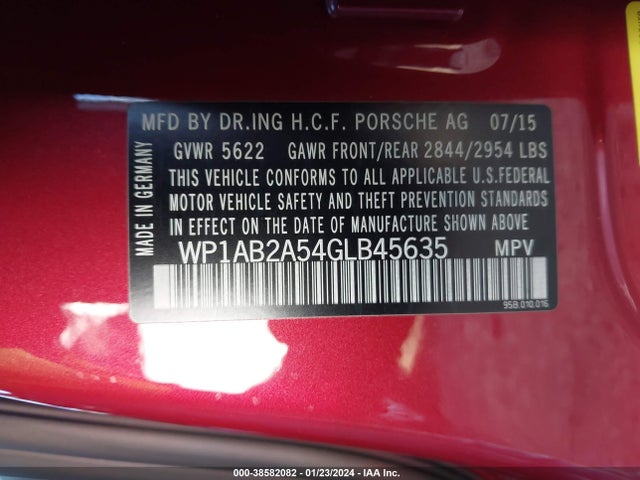 MFD BY DR.ING H.C.F. PORSCHE AG 07/15
GVWR 5622 GAWR FRONT/REAR 2844/2954 LBS
THIS VEHICLE CONFORMS TO ALL APPLICABLE U.S.FEDERAL
MOTOR VEHICLE SAFETY AND THEFT PREVENTION STANDARDS
IN EFFECT ON THE DATE OF MANUFACTURE SHOWN ABOVE.
WP1AB2A54GLB45635 MPV
MADE IN GERMANY
95B.010.016
000-38582082 - 01/23/2024 - IAA Inc.